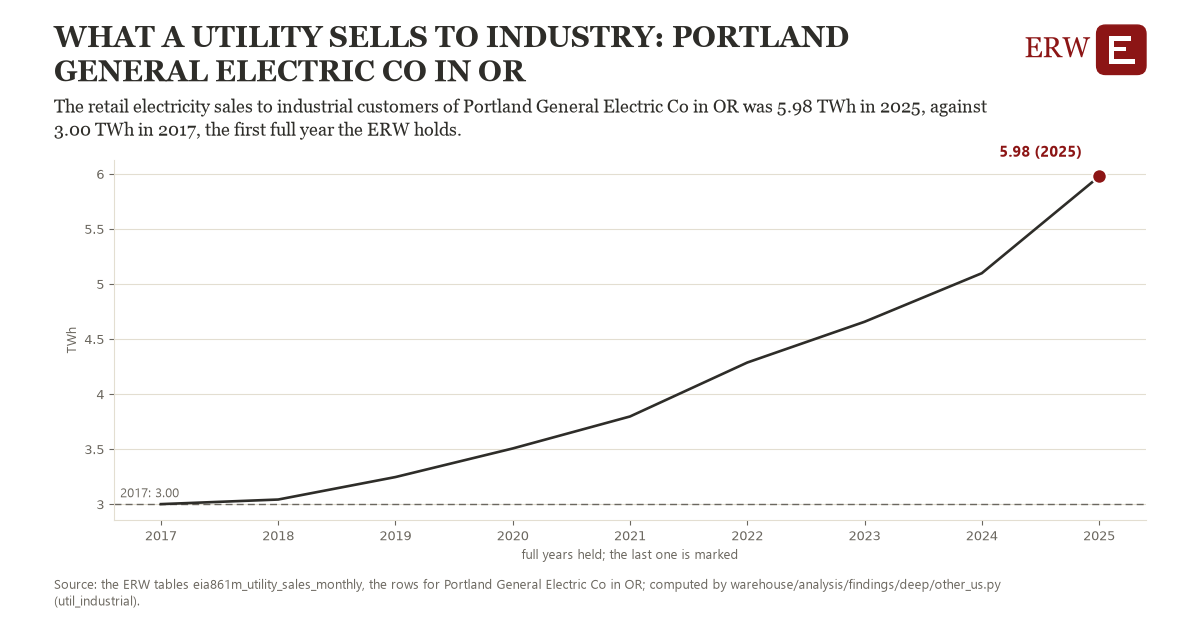 WHAT A UTILITY SELLS TO INDUSTRY: PORTLAND
GENERAL ELECTRIC CO IN OR
ERW E
The retail electricity sales to industrial customers of Portland General Electric Co in OR was 5.98 TWh in 2025, against
3.00 TWh in 2017, the first full year the ERW holds.
5.98 (2025)
6
5.5
5
4.5
4
3.5
3
TWh
2017: 3.00
2017 2018 2019 2020 2021 2022 2023 2024 2025
full years held; the last one is marked
Source: the ERW tables eia861m_utility_sales_monthly, the rows for Portland General Electric Co in OR; computed by warehouse/analysis/findings/deep/other_us.py
(util_industrial).